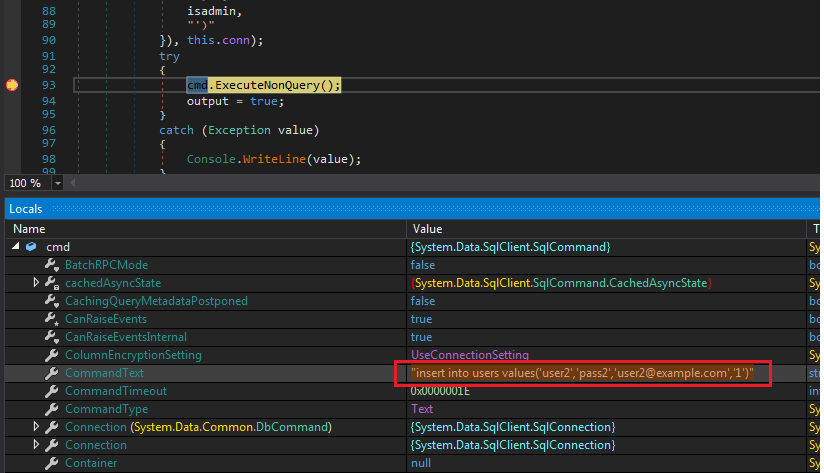 88 isadmin,
89 "')"
90 }), this.conn);
91 try
92 {
93 cmd.ExecuteNonQuery();
94 output = true;
95 }
96 catch (Exception value)
97 {
98 Console.WriteLine(value);
99 }
100 %
Locals
Name Value T
cmd {System.Data.SqlClient.SqlCommand} Sy
BatchRPCMode false bo
cachedAsyncState {System.Data.SqlClient.SqlCommand.CachedAsyncState} Sy
CachingQueryMetadataPostponed false bo
CanRaiseEvents true bo
CanRaiseEventsInternal true bo
ColumnEncryptionSetting UseConnectionSetting Sy
CommandText "insert into users values('user2','pass2','user2@example.com','1')" str
CommandTimeout 0x0000001E int
CommandType Text Sy
Connection (System.Data.Common.DbCommand) {System.Data.SqlClient.SqlConnection} Sy
Connection {System.Data.SqlClient.SqlConnection} Sy
Container null Sy